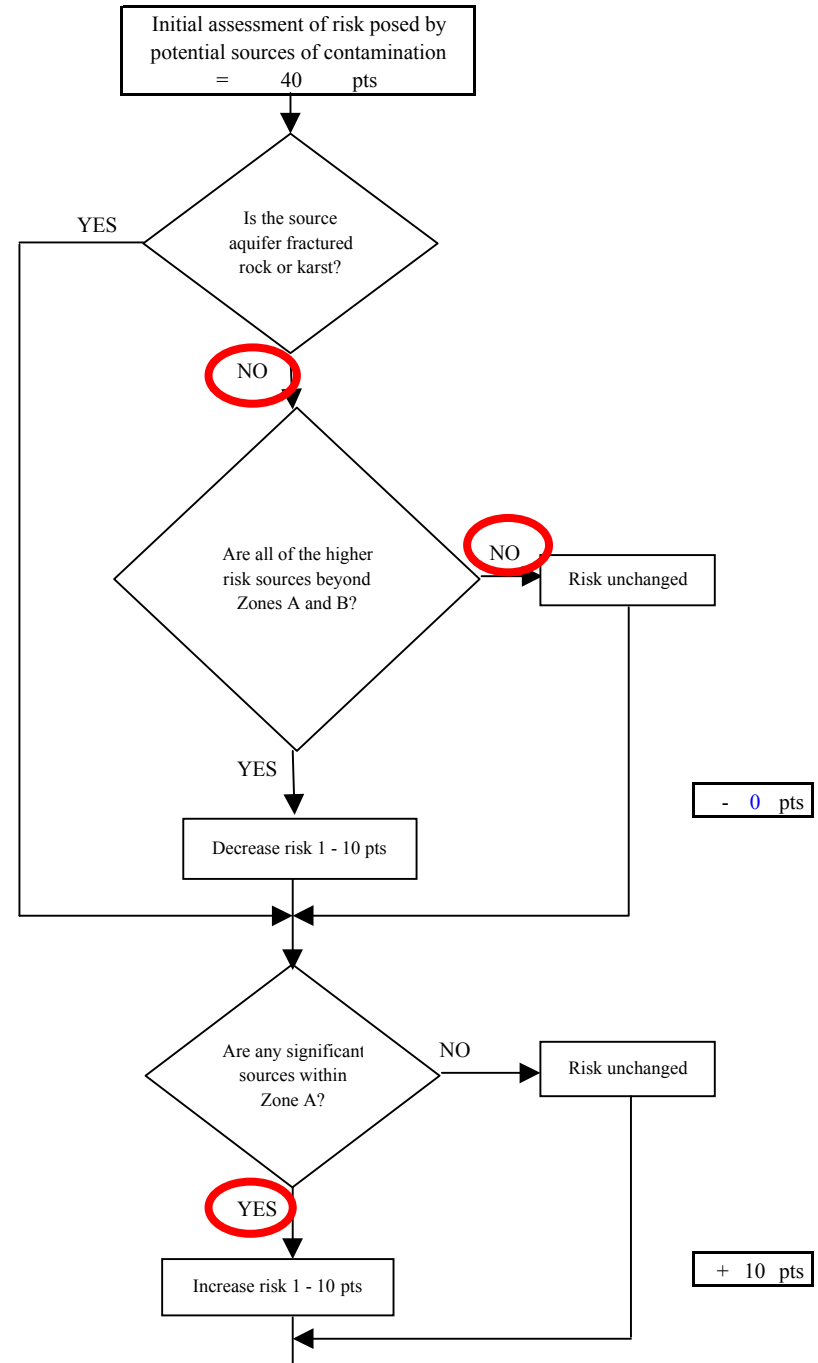 Initial assessment of risk posed by
potential sources of contamination
= 40 pts
YES
Is the source
aquifer fractured
rock or karst?
NO
Are all of the higher
risk sources beyond
Zones A and B?
NO
Risk unchanged
YES
- 0 pts
Decrease risk 1 - 10 pts
Are any significant
sources within
Zone A?
NO
Risk unchanged
YES
Increase risk 1 - 10 pts
+ 10 pts